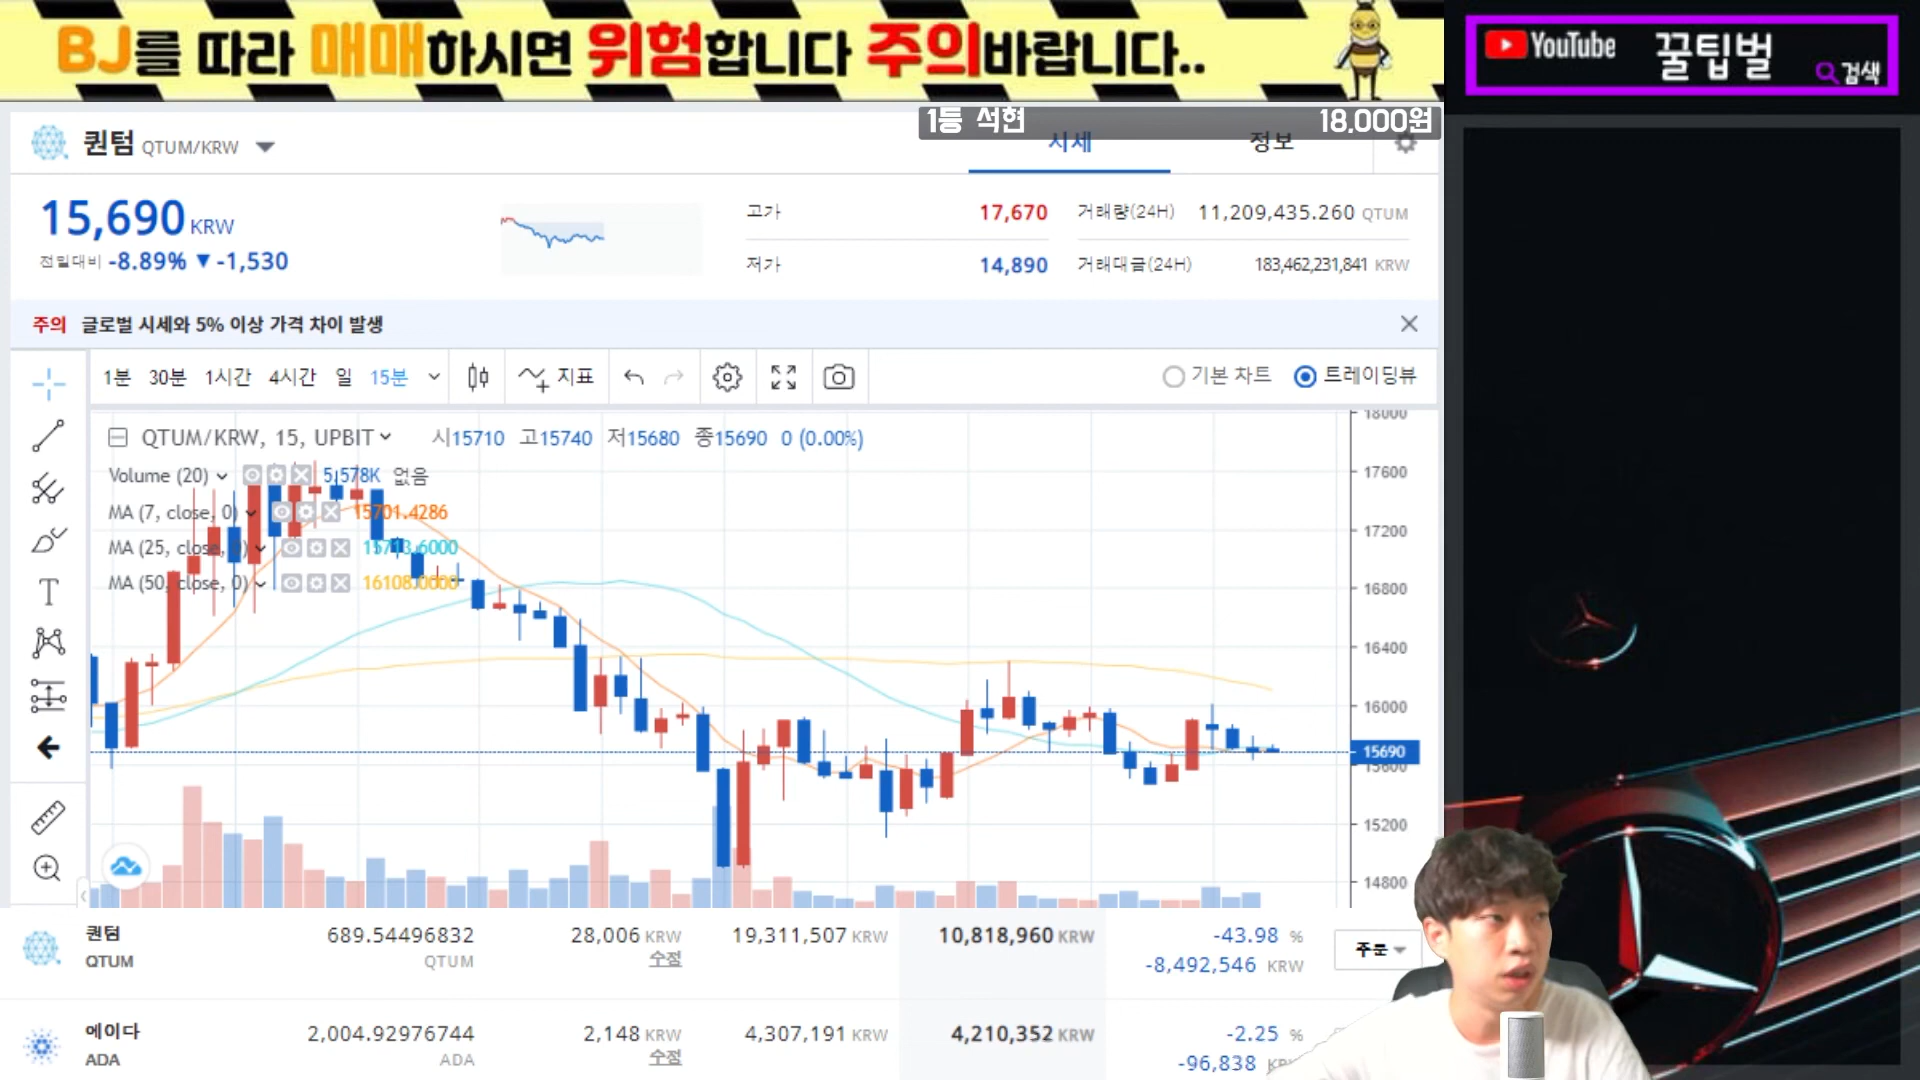 BJ를 따라 매매하시면 위험합니다 주의바랍니다..
YouTube 꿀팁벌 검색
1등 석현 18,000원
퀀텀 QTUM/KRW
시세 정보
15,690 KRW
전일대비 -8.89% ▼ -1,530
고가 17,670 거래량(24H) 11,209,435.260 QTUM
저가 14,890 거래대금(24H) 183,462,231,841 KRW
주의 글로벌 시세와 5% 이상 가격 차이 발생
1분 30분 1시간 4시간 일 15분 지표 기본 차트 트레이딩뷰
QTUM/KRW, 15, UPBIT 시15710 고15740 저15680 종15690 0 (0.00%)
Volume (20) 5.578K 없음
MA (7, close, 0) 15701.4286
MA (25, close, 0) 15713.6000
MA (50, close, 0) 16108.0000
18000
17600
17200
16800
16400
16000
15690
15600
15200
14800
퀀텀 689.54496832 28,006 KRW 19,311,507 KRW 10,818,960 KRW -43.98 % 주문
QTUM QTUM 수정 -8,492,546 KRW
에이다 2,004.92976744 2,148 KRW 4,307,191 KRW 4,210,352 KRW -2.25 %
ADA ADA 수정 -96,838